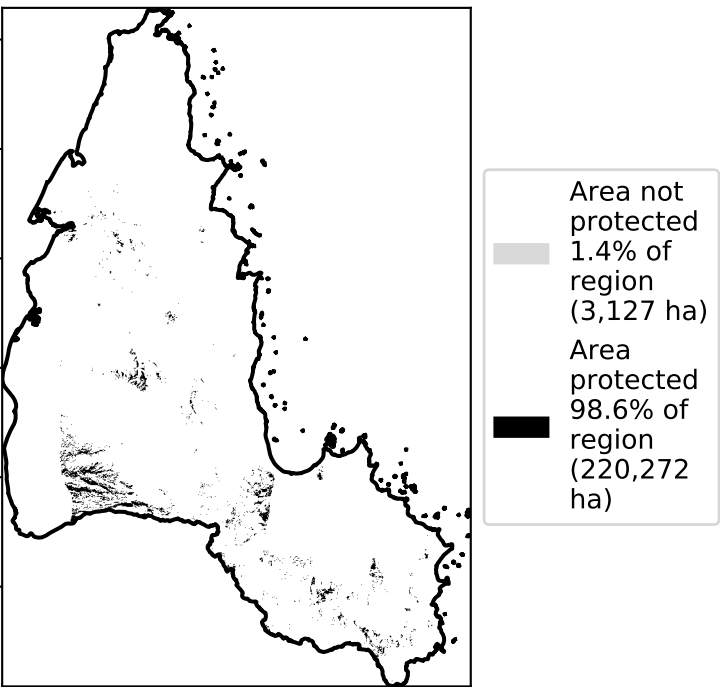 Area not
protected
1.4% of
region
(3,127 ha)
Area
protected
98.6% of
region
(220,272
ha)